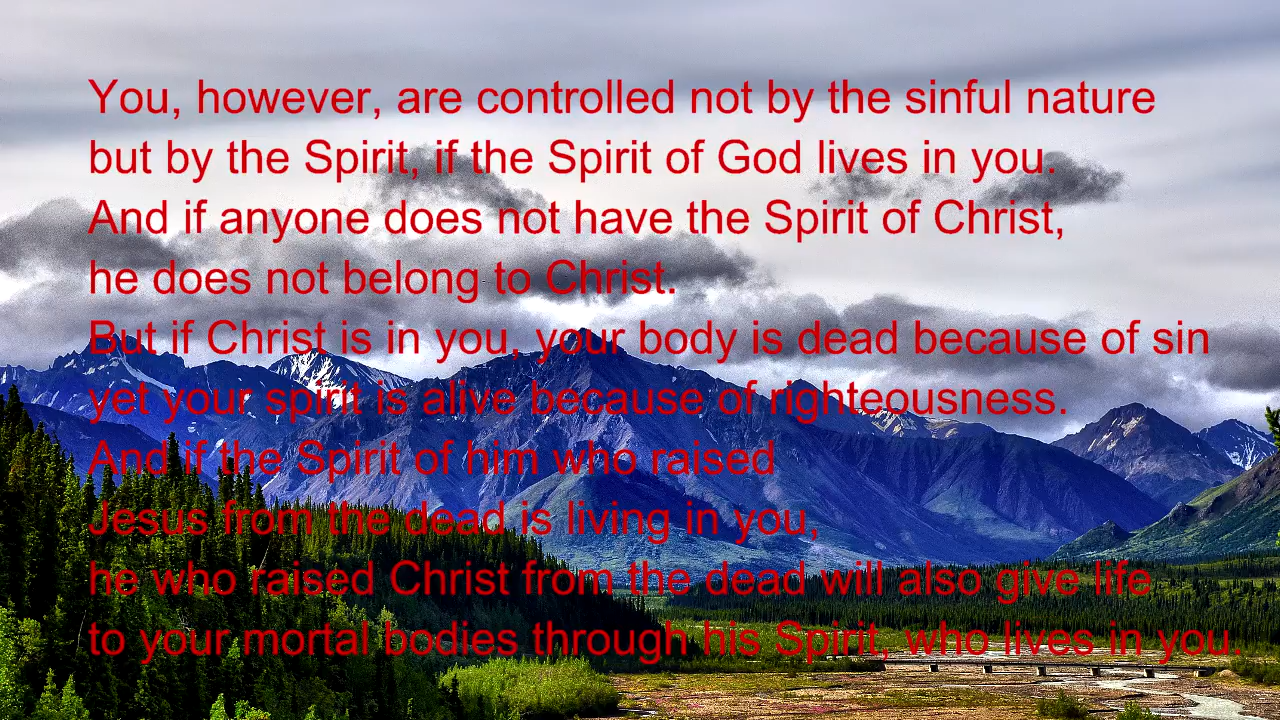 You, however, are controlled not by the sinful nature
but by the Spirit, if the Spirit of God lives in you.
And if anyone does not have the Spirit of Christ,
he does not belong to Christ.
But if Christ is in you, your body is dead because of sin
yet your spirit is alive because of righteousness.
And if the Spirit of him who raised
Jesus from the dead is living in you,
he who raised Christ from the dead will also give life
to your mortal bodies through his Spirit, who lives in you.